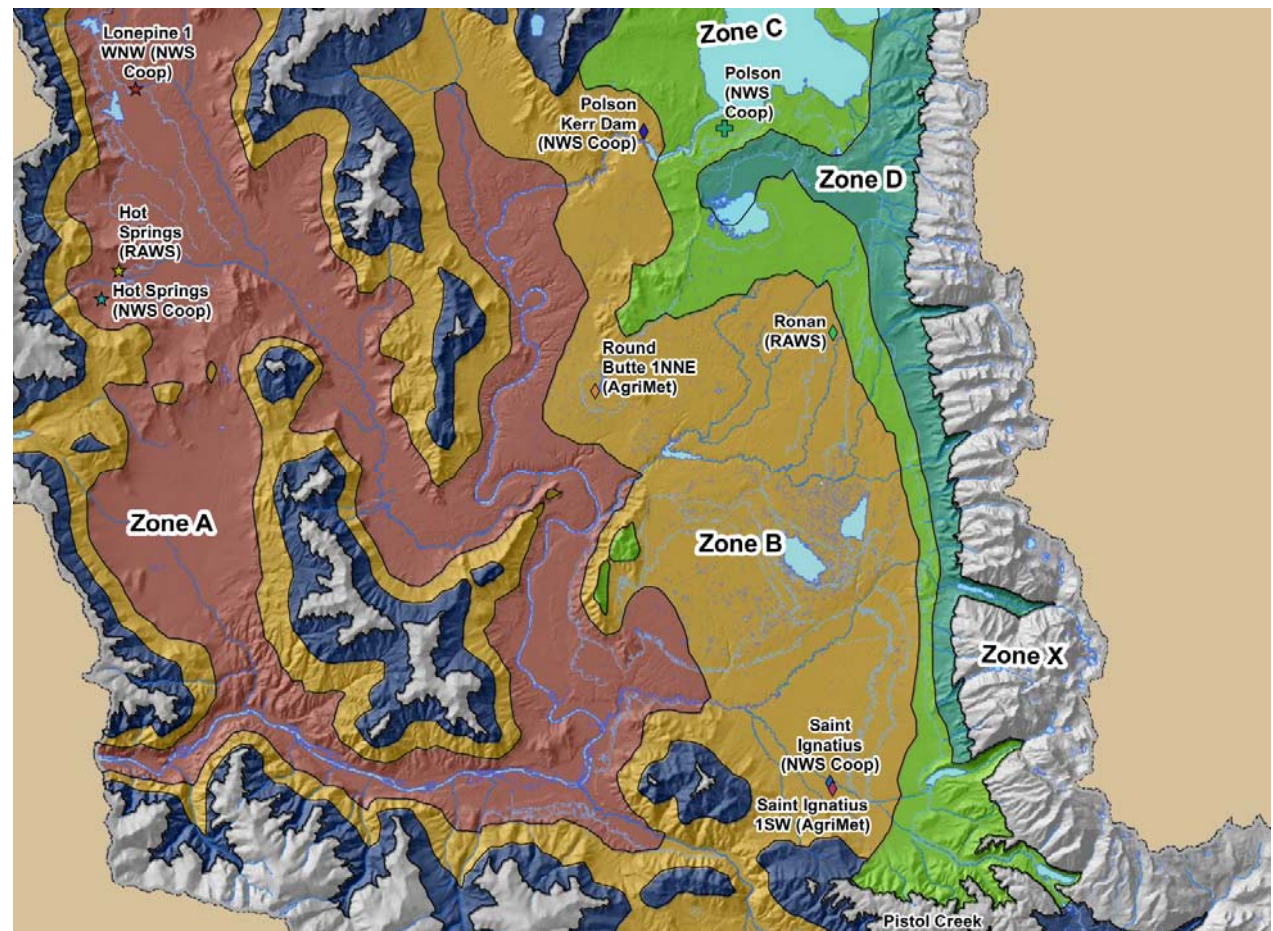 Lonepine 1
WNW (NWS
Coop)
Zone C
Polson
(NWS
Coop)
Polson
Kerr Dam
(NWS Coop)
Zone D
Hot
Springs
(RAWS)
Hot Springs
(NWS Coop)
Ronan
(RAWS)
Round
Butte 1NNE
(AgriMet)
Zone A
Zone B
Zone X
Saint
Ignatius
(NWS Coop)
Saint Ignatius
1SW (AgriMet)
Pistol Creek